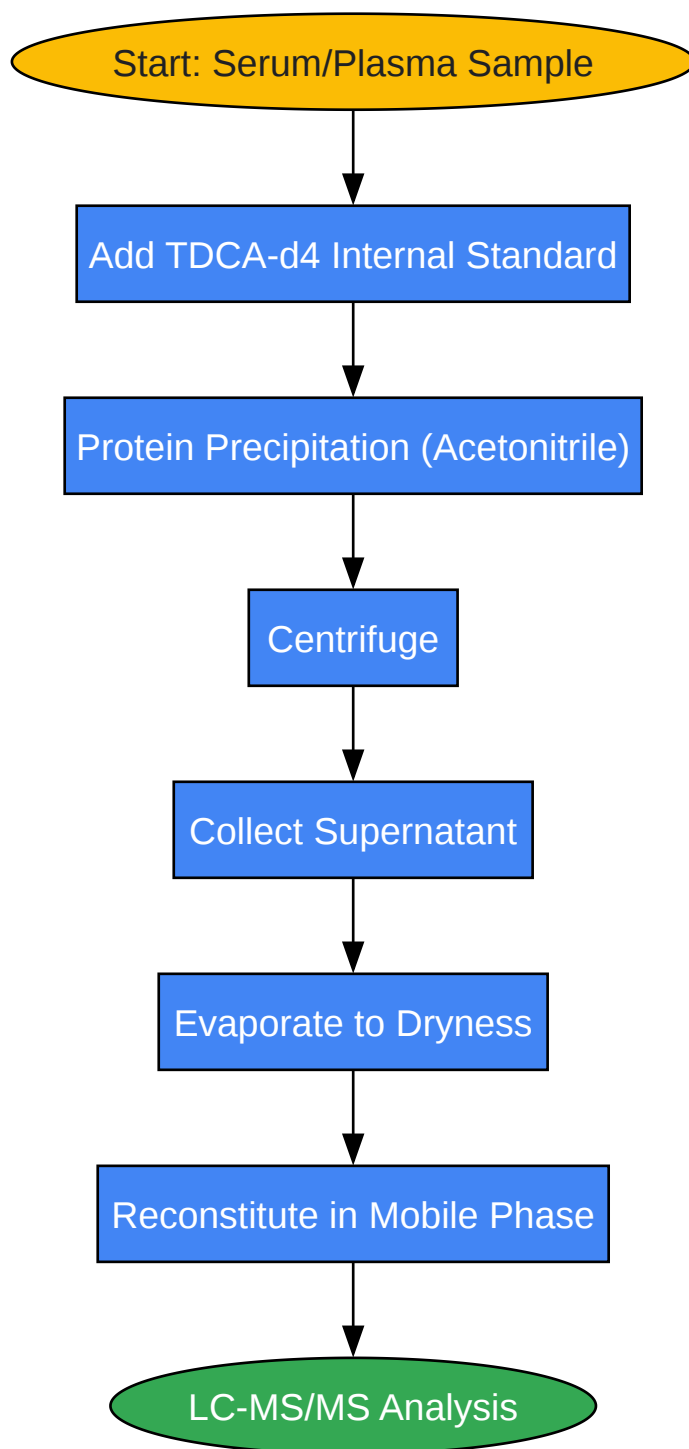 Start: Serum/Plasma Sample
Add TDCA-d4 Internal Standard
Protein Precipitation (Acetonitrile)
Centrifuge
Collect Supernatant
Evaporate to Dryness
Reconstitute in Mobile Phase
LC-MS/MS Analysis